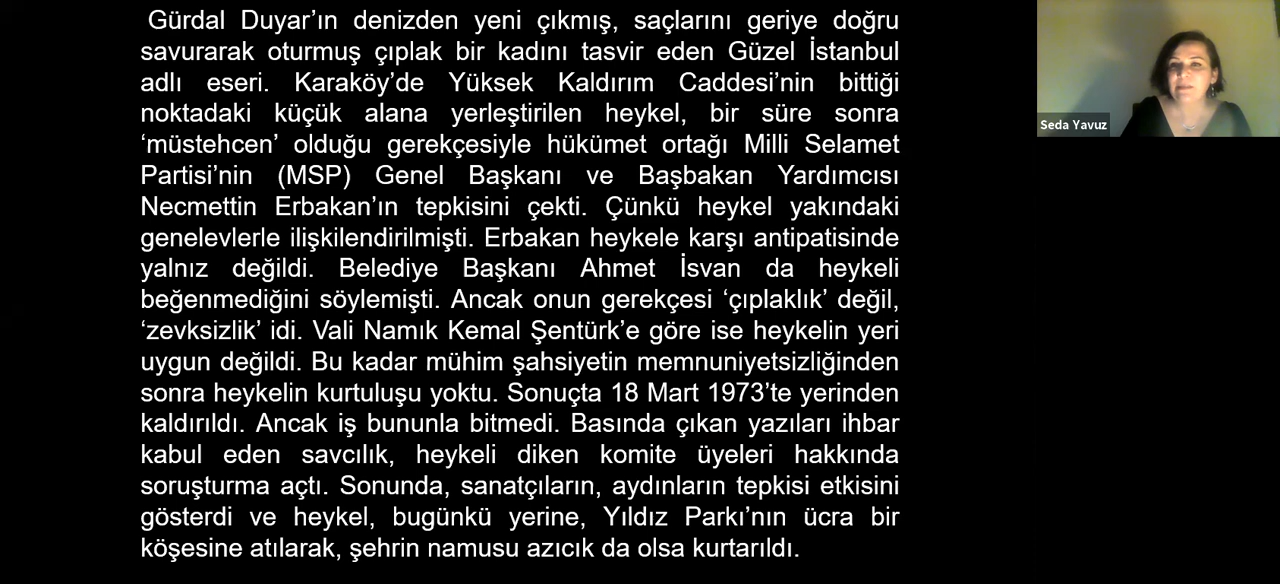 Gürdal Duyar’ın denizden yeni çıkmış, saçlarını geriye doğru
savurarak oturmuş çıplak bir kadını tasvir eden Güzel İstanbul
adlı eseri. Karaköy’de Yüksek Kaldırım Caddesi’nin bittiği
noktadaki küçük alana yerleştirilen heykel, bir süre sonra
‘müstehcen’ olduğu gerekçesiyle hükümet ortağı Milli Selamet
Partisi’nin (MSP) Genel Başkanı ve Başbakan Yardımcısı
Necmettin Erbakan’ın tepkisini çekti. Çünkü heykel yakındaki
genelevlerle ilişkilendirilmişti. Erbakan heykele karşı antipatisinde
yalnız değildi. Belediye Başkanı Ahmet İsvan da heykeli
beğenmediğini söylemişti. Ancak onun gerekçesi ‘çıplaklık’ değil,
‘zevksizlik’ idi. Vali Namık Kemal Şentürk’e göre ise heykelin yeri
uygun değildi. Bu kadar mühim şahsiyetin memnuniyetsizliğinden
sonra heykelin kurtuluşu yoktu. Sonuçta 18 Mart 1973’te yerinden
kaldırıldı. Ancak iş bununla bitmedi. Basında çıkan yazıları ihbar
kabul eden savcılık, heykeli diken komite üyeleri hakkında
soruşturma açtı. Sonunda, sanatçıların, aydınların tepkisi etkisini
gösterdi ve heykel, bugünkü yerine, Yıldız Parkı’nın ücra bir
köşesine atılarak, şehrin namusu azıcık da olsa kurtarıldı.
Seda Yavuz